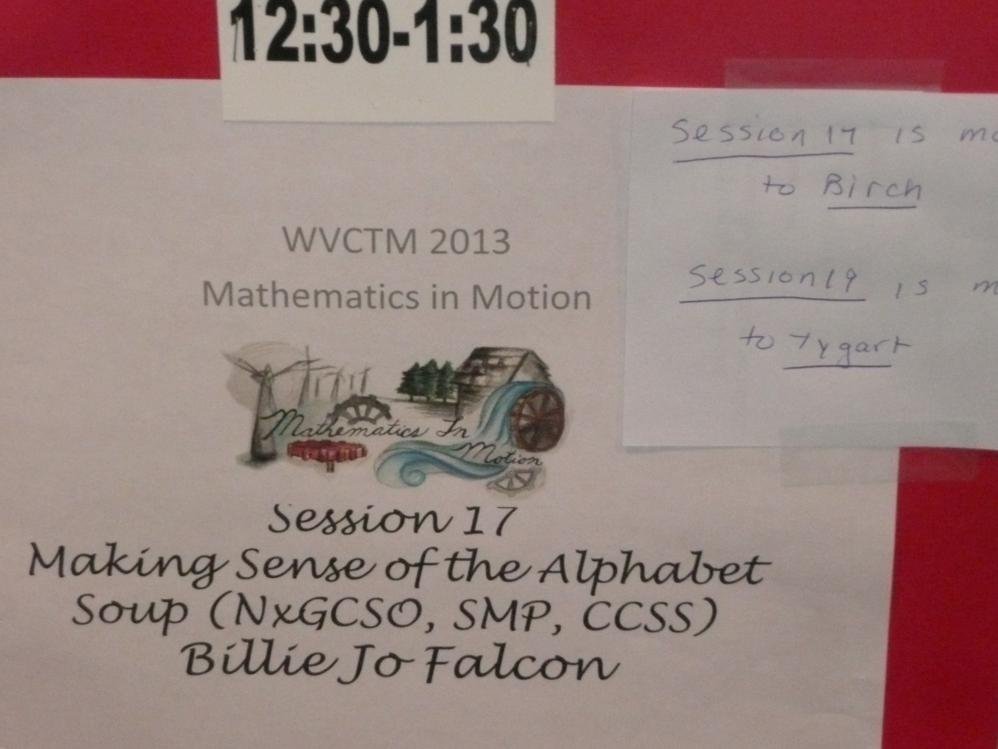 12:30-1:30
WVCTM 2013
Mathematics in Motion
Mathematics In
Motion
Session 17
Making Sense of the Alphabet
Soup (NxGCSO, SMP, CCSS)
Billie Jo Falcon
Session 17 is
to Birch
Session 19 is
to Tygart